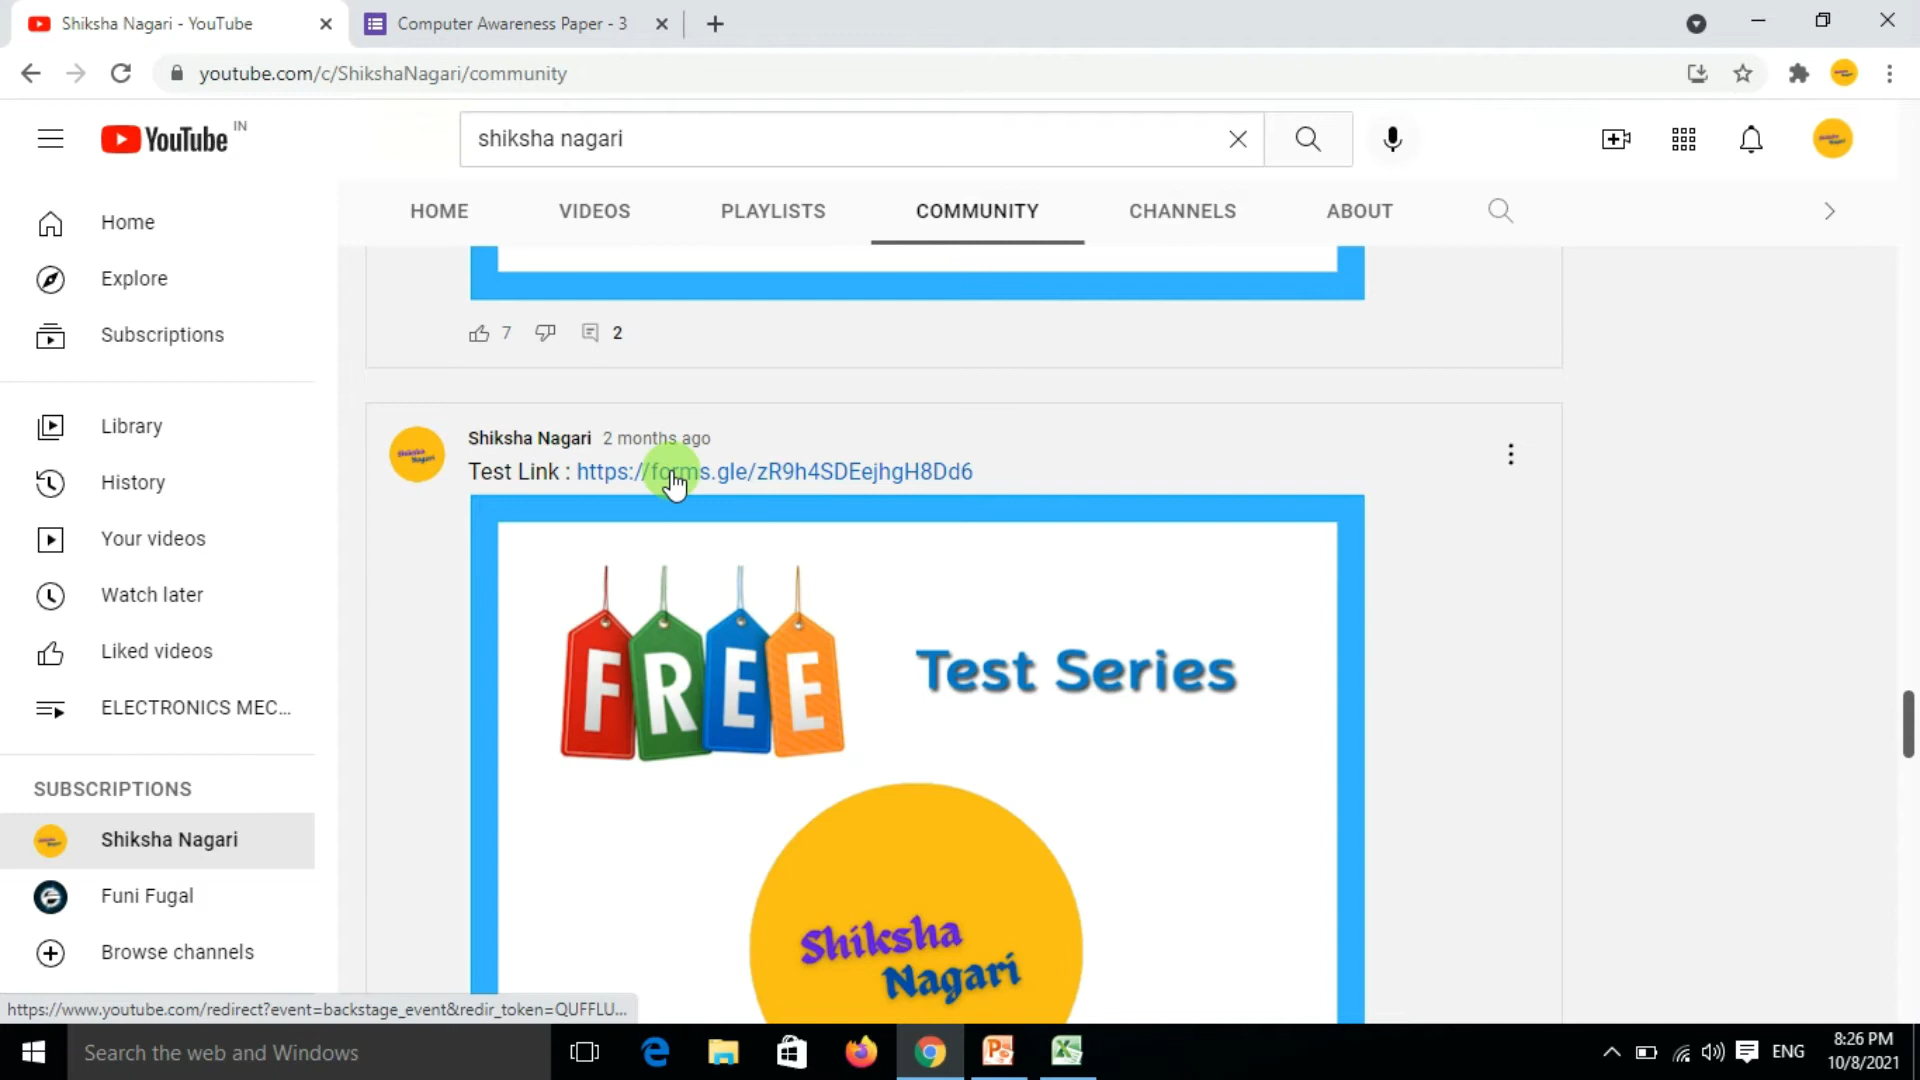 Shiksha Nagari - YouTube
Computer Awareness Paper - 3
youtube.com/c/ShikshaNagari/community
YouTube IN
shiksha nagari
HOME
VIDEOS
PLAYLISTS
COMMUNITY
CHANNELS
ABOUT
Home
Explore
Subscriptions
Library
History
Your videos
Watch later
Liked videos
ELECTRONICS MEC...
SUBSCRIPTIONS
Shiksha Nagari
Funi Fugal
Browse channels
7
2
Shiksha Nagari 2 months ago
Test Link : https://forms.gle/zR9h4SDEejhgH8Dd6
FREE
Test Series
Shiksha
Nagari
https://www.youtube.com/redirect?event=backstage_event&redir_token=QUFFLU...
Search the web and Windows
ENG
8:26 PM
10/8/2021